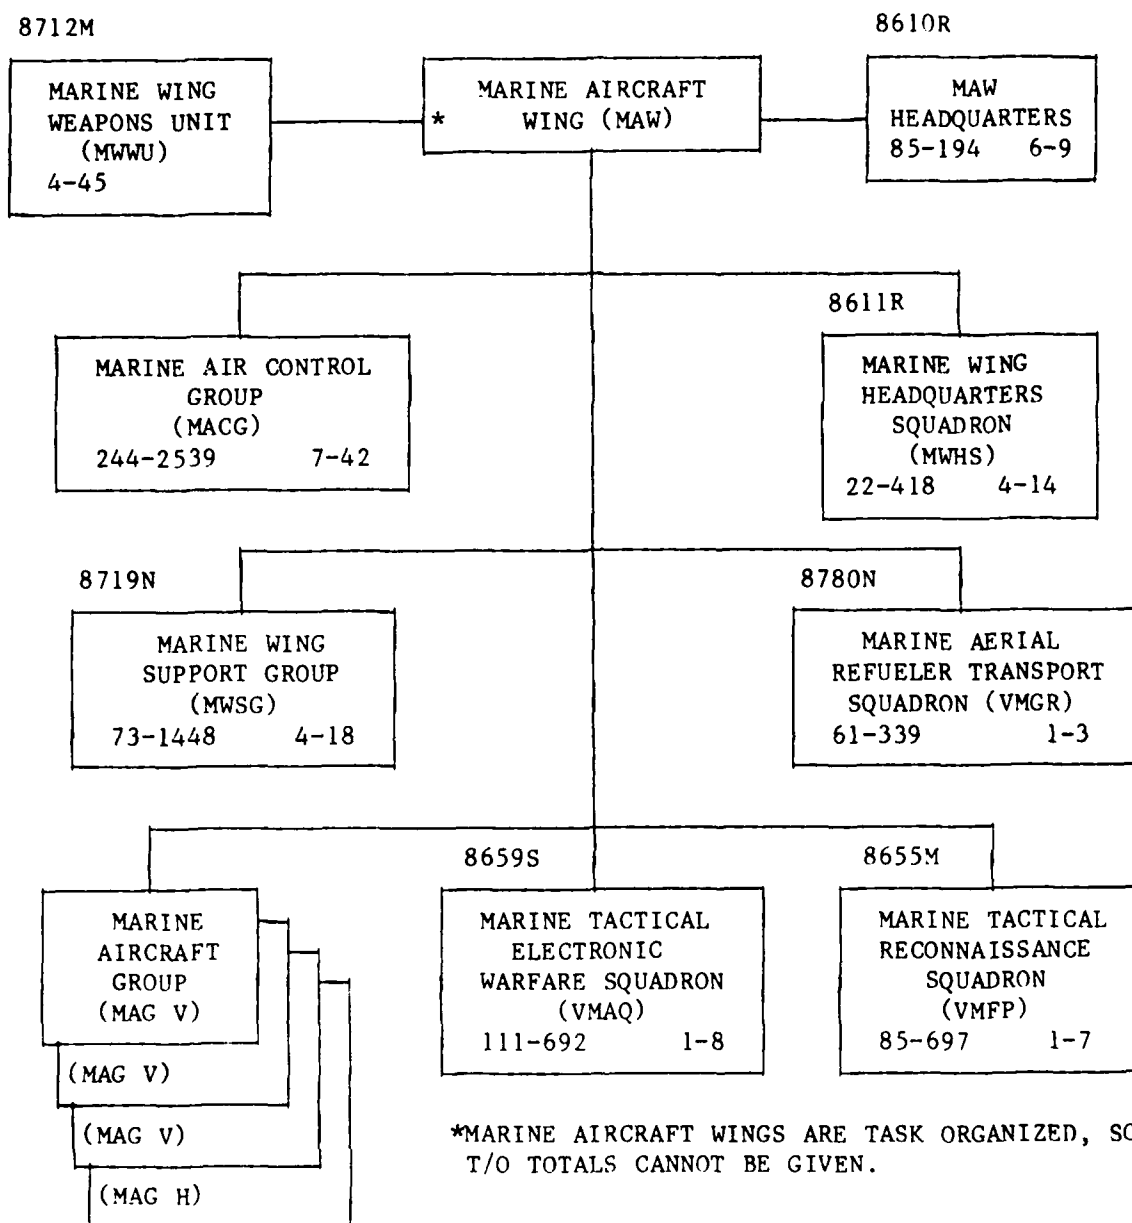 8712M
8610R
MARINE WING
WEAPONS UNIT
(MWWU)
4-45
MARINE AIRCRAFT
* WING (MAW)
MAW
HEADQUARTERS
85-194 6-9
MARINE AIR CONTROL
GROUP
(MACG)
244-2539 7-42
8611R
MARINE WING
HEADQUARTERS
SQUADRON
(MWHS)
22-418 4-14
8719N
MARINE WING
SUPPORT GROUP
(MWSG)
73-1448 4-18
8780N
MARINE AERIAL
REFUELER TRANSPORT
SQUADRON (VMGR)
61-339 1-3
MARINE
AIRCRAFT
GROUP
(MAG V)
(MAG V)
(MAG V)
(MAG H)
8659S
MARINE TACTICAL
ELECTRONIC
WARFARE SQUADRON
(VMAQ)
111-692 1-8
8655M
MARINE TACTICAL
RECONNAISSANCE
SQUADRON
(VMFP)
85-697 1-7
*MARINE AIRCRAFT WINGS ARE TASK ORGANIZED, SO
T/O TOTALS CANNOT BE GIVEN.